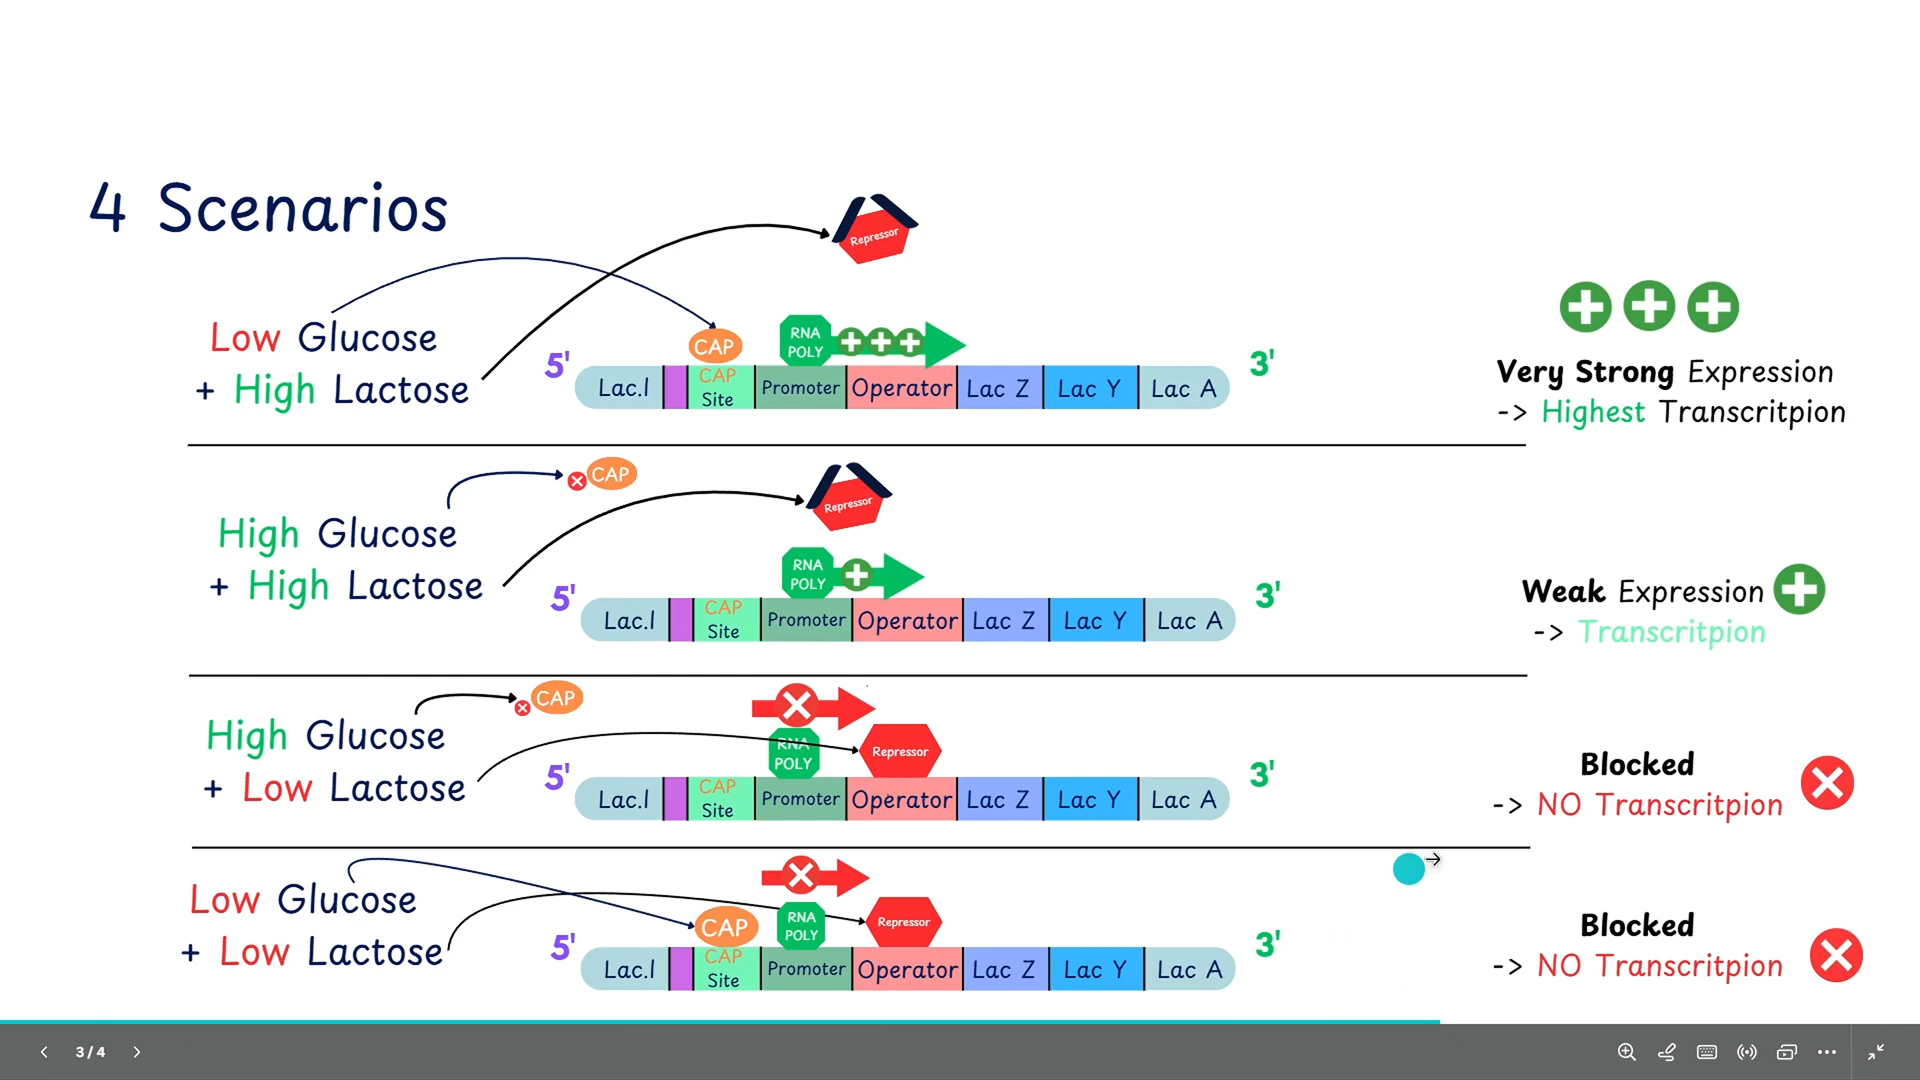 4 Scenarios
Repressor
Low Glucose
+ High Lactose
CAP
RNA
POLY
5'
3'
Lac.I
CAP
Site
Promoter
Operator
Lac Z
Lac Y
Lac A
Very Strong Expression
-> Highest Transcritpion
CAP
Repressor
High Glucose
+ High Lactose
RNA
POLY
5'
3'
Lac.I
CAP
Site
Promoter
Operator
Lac Z
Lac Y
Lac A
Weak Expression
-> Transcritpion
CAP
High Glucose
+ Low Lactose
RNA
POLY
Repressor
5'
3'
Lac.I
CAP
Site
Promoter
Operator
Lac Z
Lac Y
Lac A
Blocked
-> NO Transcritpion
Low Glucose
+ Low Lactose
CAP
RNA
POLY
Repressor
5'
3'
Lac.I
CAP
Site
Promoter
Operator
Lac Z
Lac Y
Lac A
Blocked
-> NO Transcritpion
3/4